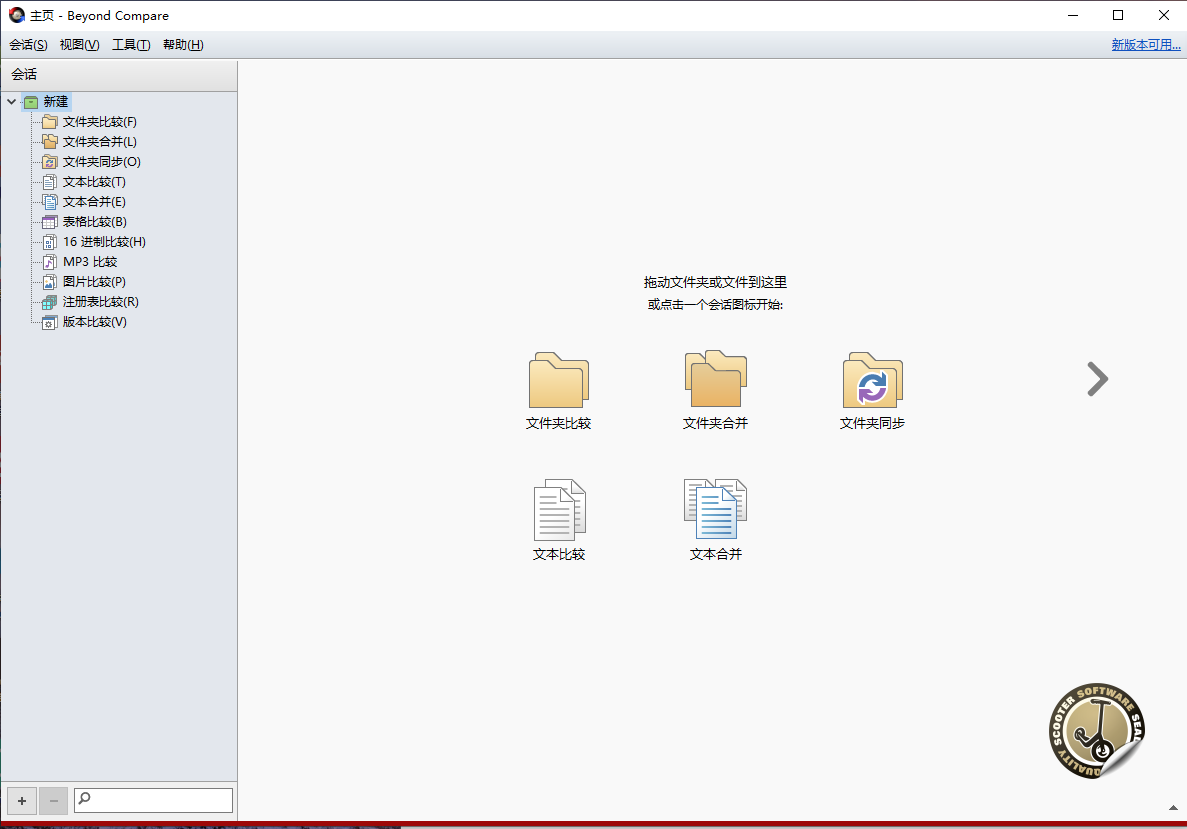 主页 - Beyond Compare
会话(S) 视图(V) 工具(T) 帮助(H)
新版本可用...
会话
新建
文件夹比较(F)
文件夹合并(L)
文件夹同步(O)
文本比较(T)
文本合并(E)
表格比较(B)
16 进制比较(H)
MP3 比较
图片比较(P)
注册表比较(R)
版本比较(V)
拖动文件夹或文件到这里
或点击一个会话图标开始:
文件夹比较 文件夹合并 文件夹同步
文本比较 文本合并
SCOOTER SOFTWARE SEAL
QUALITY